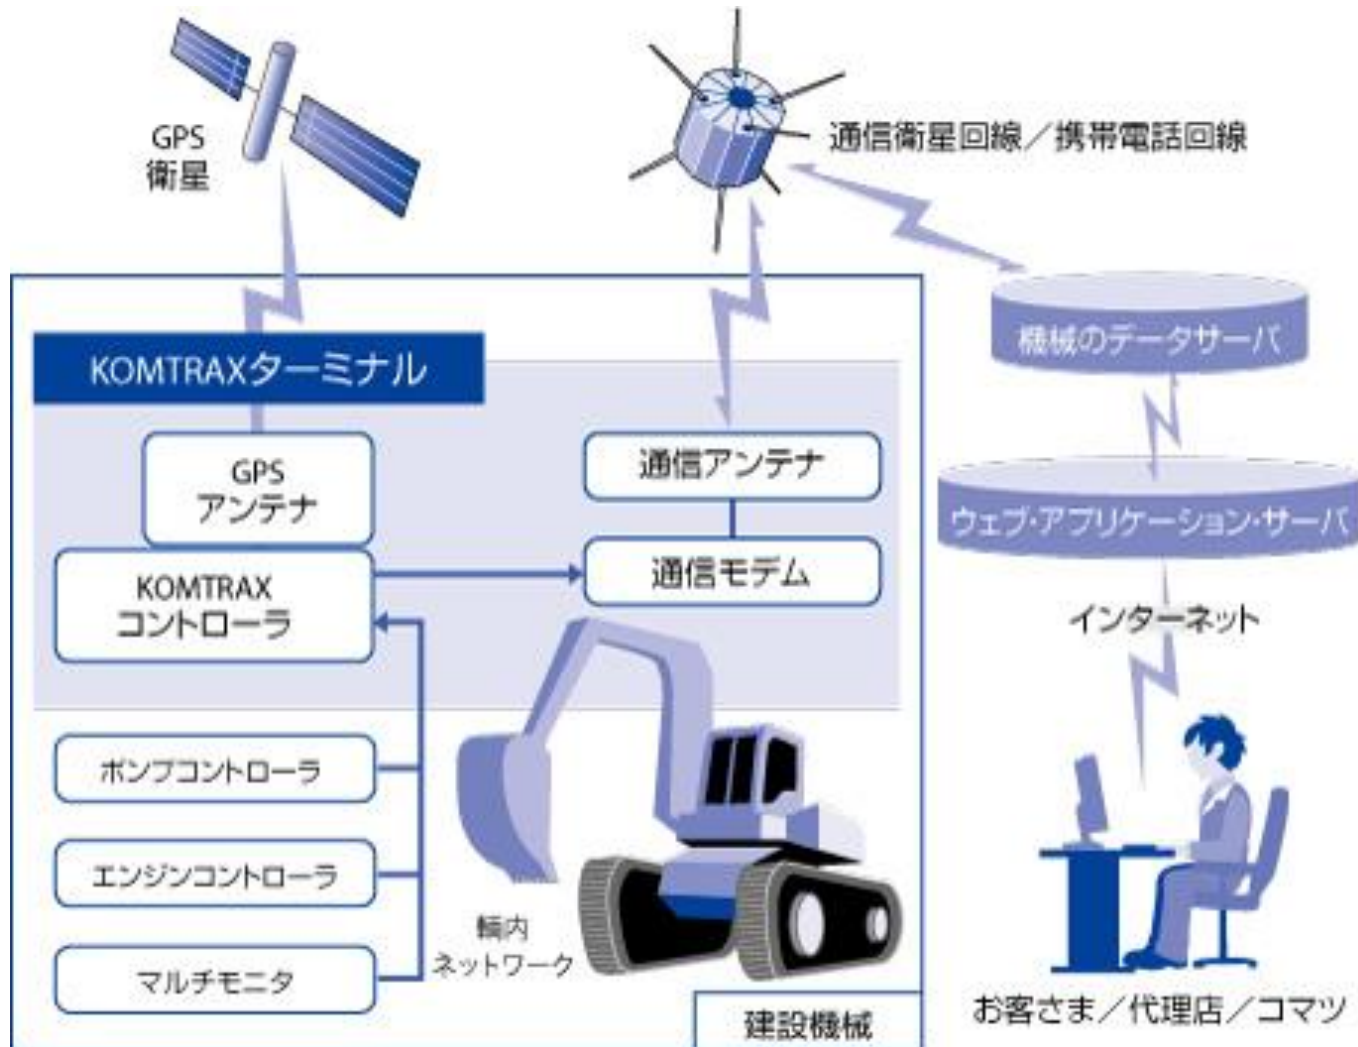 GPS
衛星
通信衛星回線／携帯電話回線
機械のデータサーバ
KOMTRAXターミナル
GPS
アンテナ
通信アンテナ
ウェブ・アプリケーション・サーバ
KOMTRAX
コントローラ
通信モデム
インターネット
ポンプコントローラ
エンジンコントローラ
輌内
ネットワーク
マルチモニタ
建設機械
お客さま／代理店／コマツ